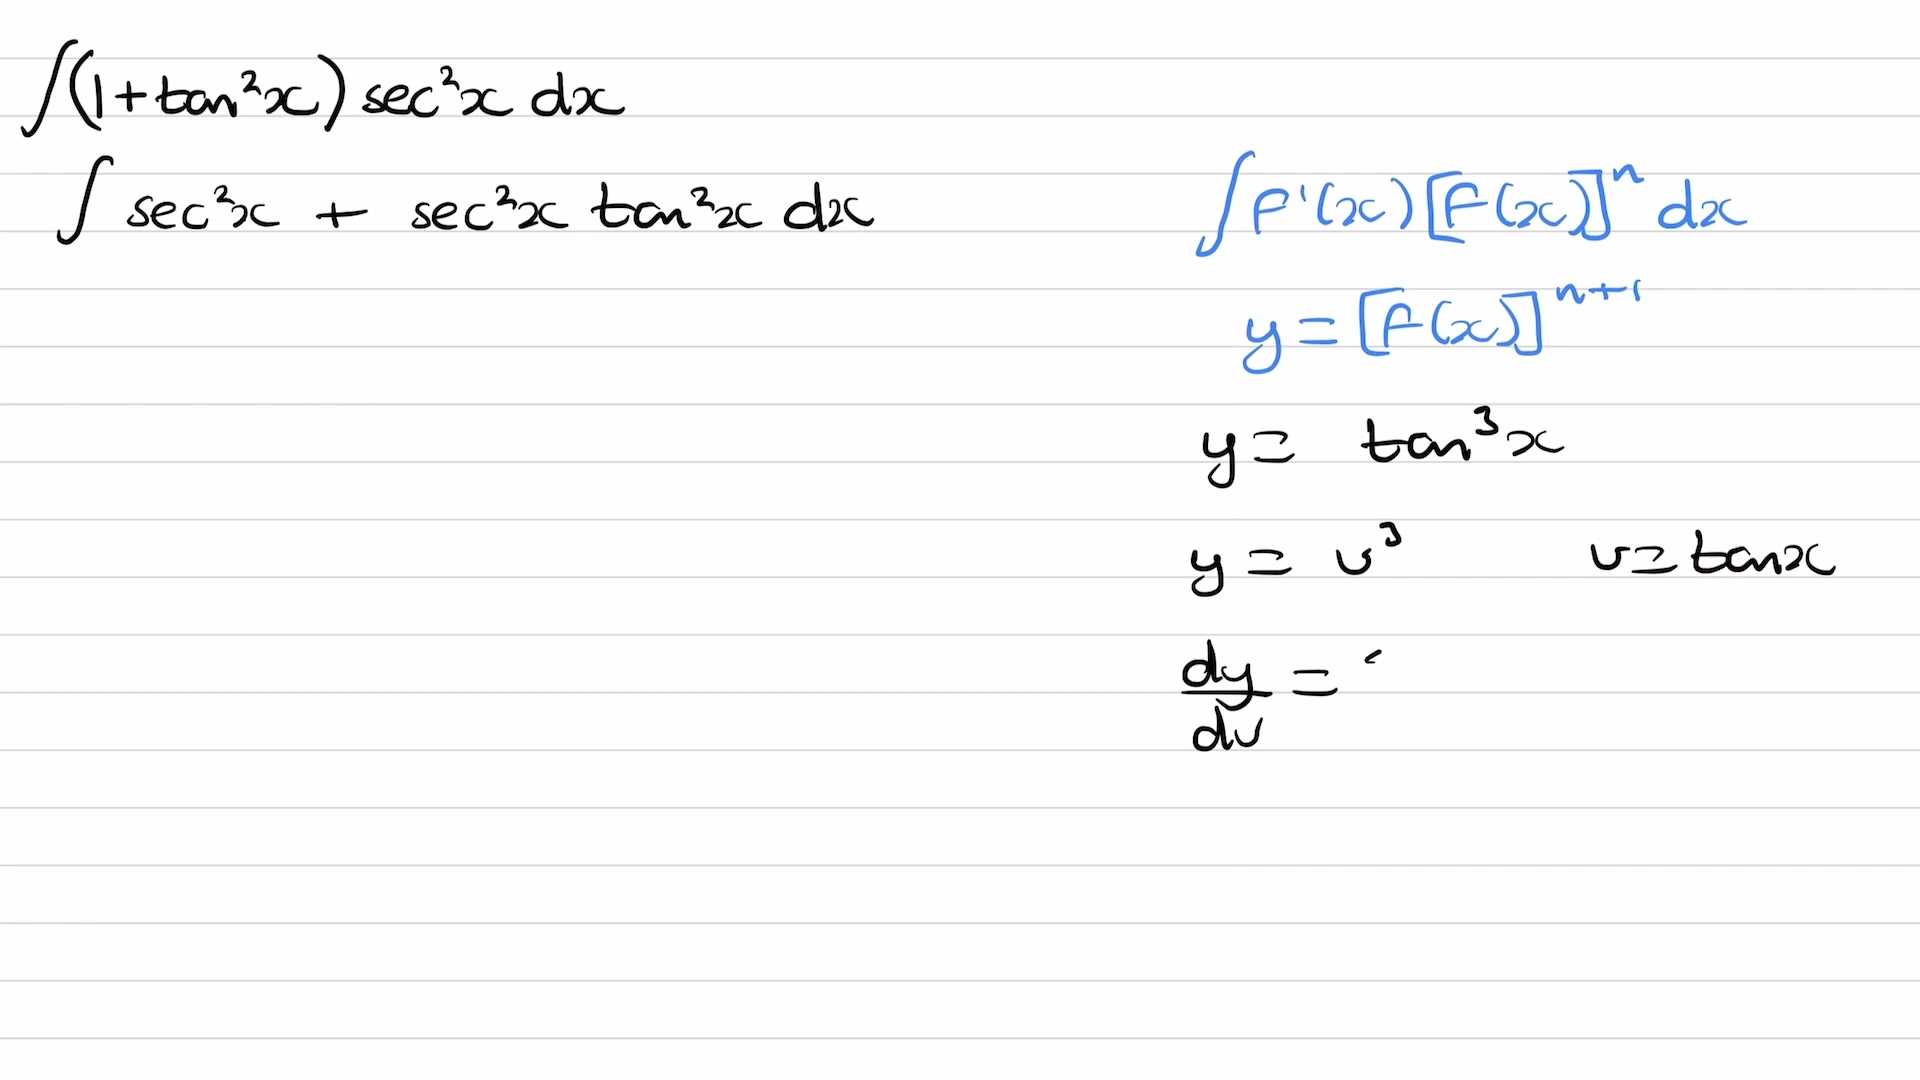 ∫(1+tan²x) sec²x dx
∫ sec²x + sec²x tan²x dx
∫f'(x)[f(x)]ⁿ dx
y = [f(x)]ⁿ⁺¹
y = tan³x
y = u³ u = tanx
dy/du =